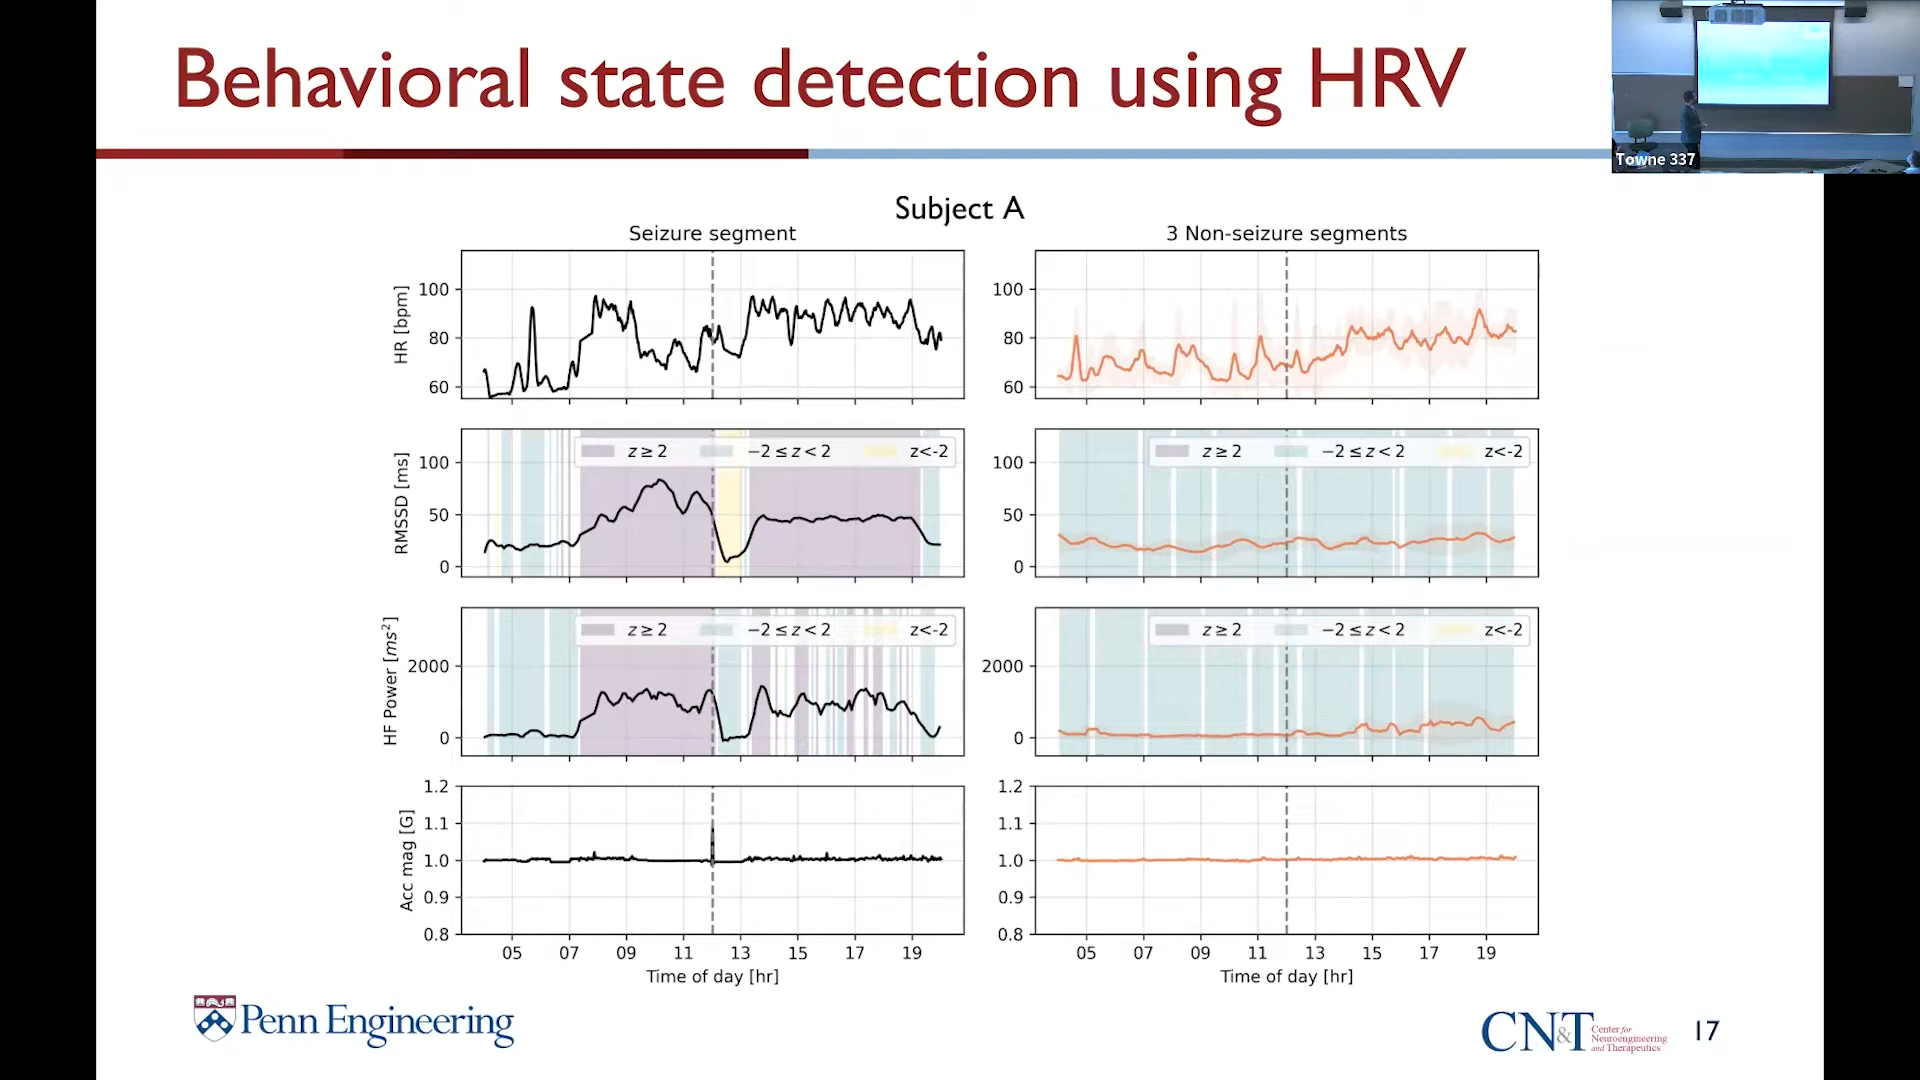 Behavioral state detection using HRV
Towne 337
Subject A
Seizure segment
3 Non-seizure segments
HR [bpm]
100
80
60
100
80
60
RMSSD [ms]
100
50
0
z ≥ 2
−2 ≤ z < 2
z<-2
100
50
0
z ≥ 2
−2 ≤ z < 2
z<-2
HF Power [ms²]
2000
0
z ≥ 2
−2 ≤ z < 2
z<-2
2000
0
z ≥ 2
−2 ≤ z < 2
z<-2
Acc mag [G]
1.2
1.1
1.0
0.9
0.8
05 07 09 11 13 15 17 19
Time of day [hr]
1.2
1.1
1.0
0.9
0.8
05 07 09 11 13 15 17 19
Time of day [hr]
Penn Engineering
CN&T
Center for
Neuroengineering
and Therapeutics
17